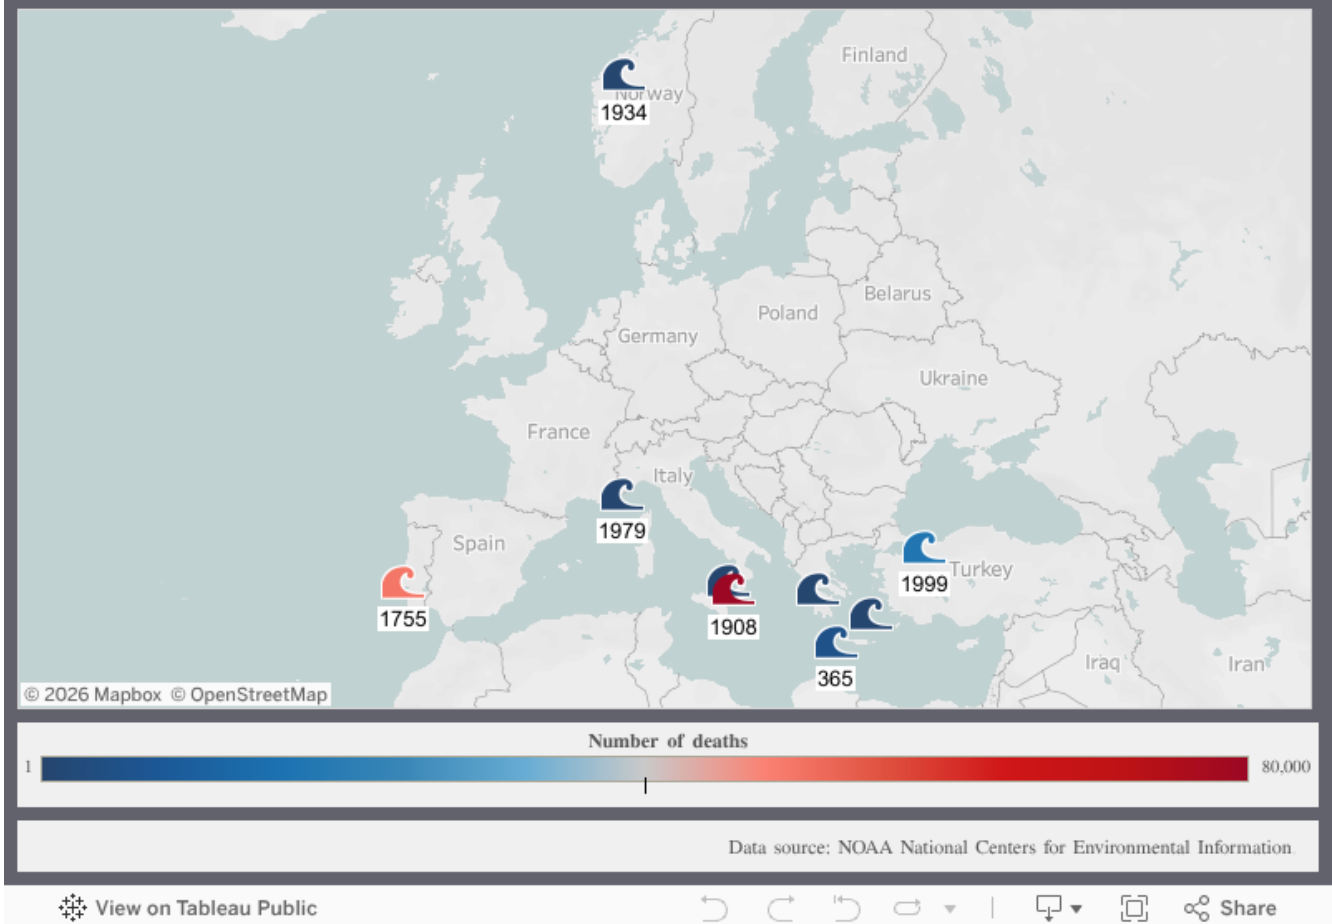 Finland
Norway
1934
Belarus
Poland
Germany
Ukraine
France
Italy
1979
Spain
Turkey
1999
1755
1908
365
Iraq
Iran
© 2026 Mapbox © OpenStreetMap
Number of deaths
1
80,000
Data source: NOAA National Centers for Environmental Information
View on Tableau Public
Share